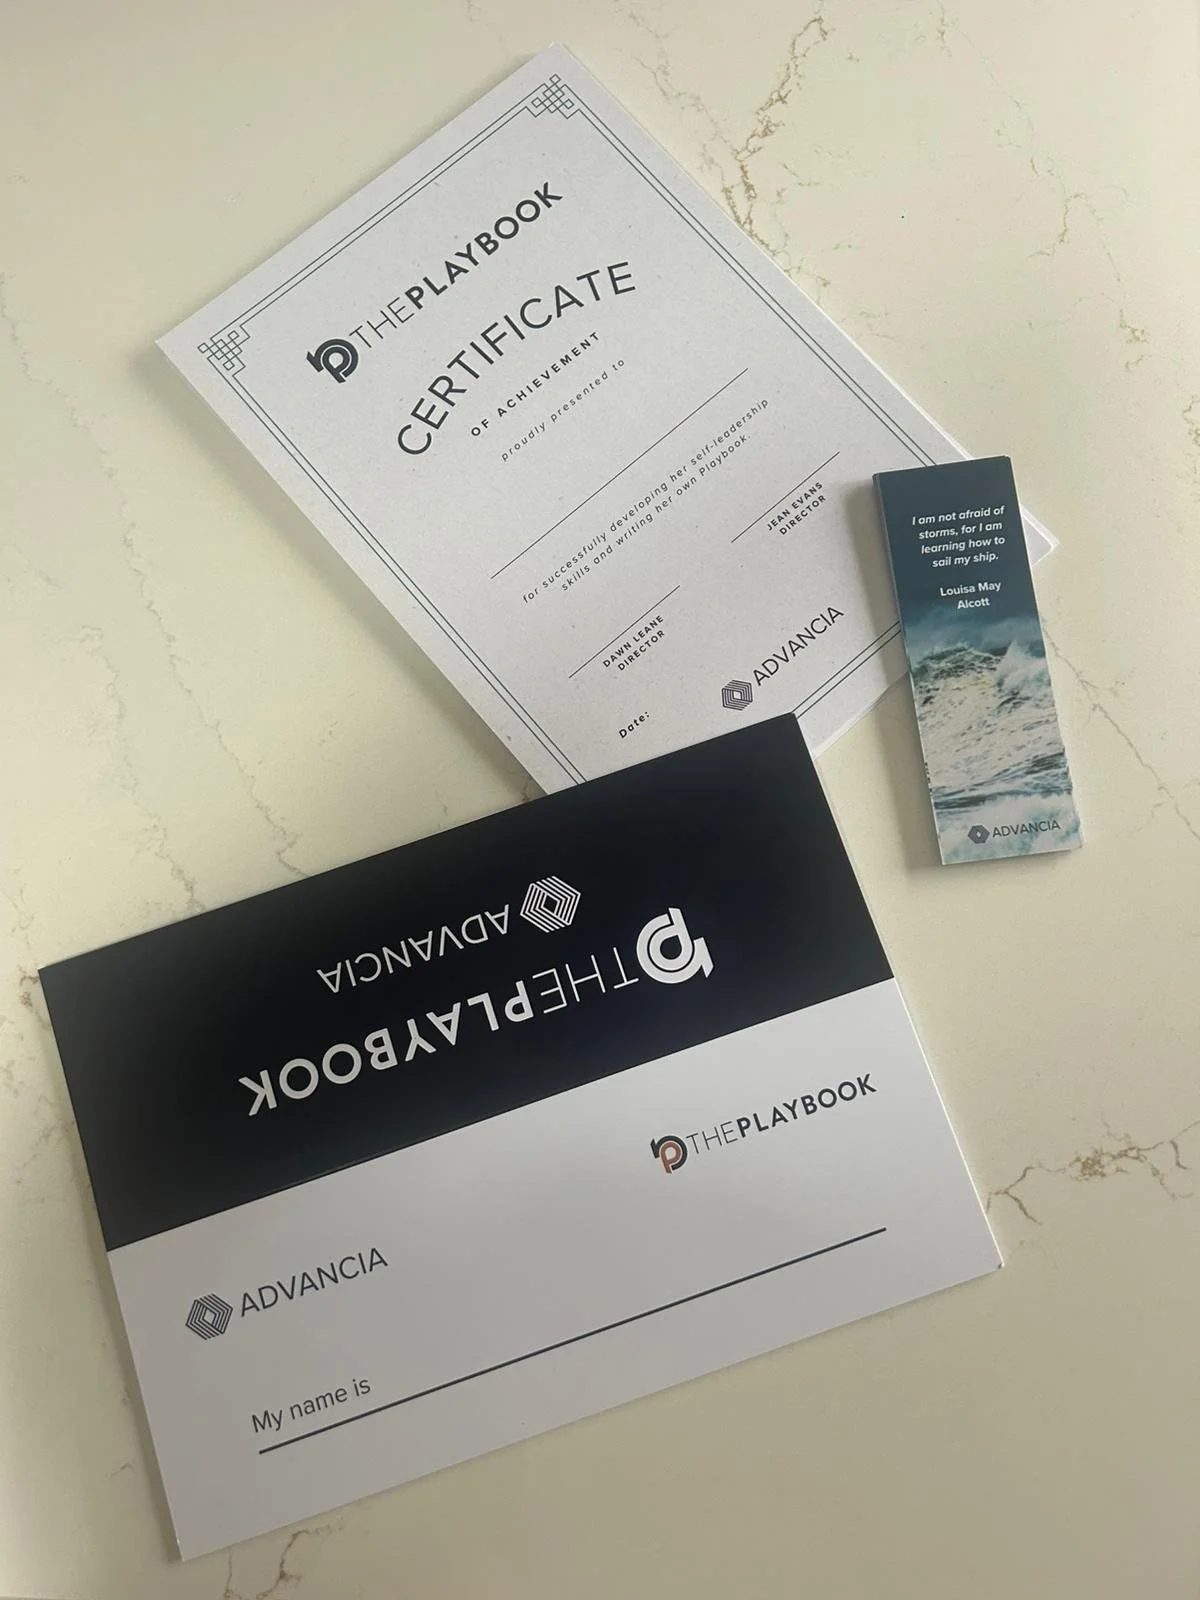 THEPLAYBOOK
CERTIFICATE
OF ACHIEVEMENT
proudly presented to
for successfully developing her self-leadership
skills and writing her own Playbook.
DAWN LEANE
DIRECTOR
JEAN EVANS
DIRECTOR
Date:
ADVANCIA
I am not afraid of
storms, for I am
learning how to
sail my ship.
Louisa May
Alcott
ADVANCIA
THEPLAYBOOK
ADVANCIA
THEPLAYBOOK
ADVANCIA
My name is